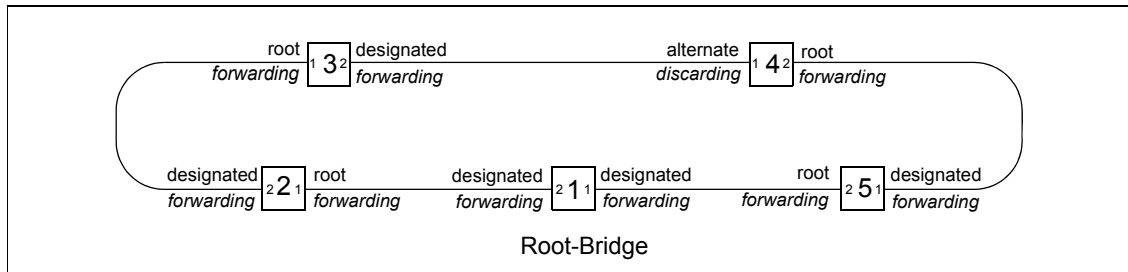 root 1 3 2 designated
forwarding forwarding
alternate 1 4 2 root
discarding forwarding
designated 2 2 1 root
forwarding forwarding
designated 2 1 1 designated
forwarding forwarding
root 2 5 1 designated
forwarding forwarding
Root-Bridge